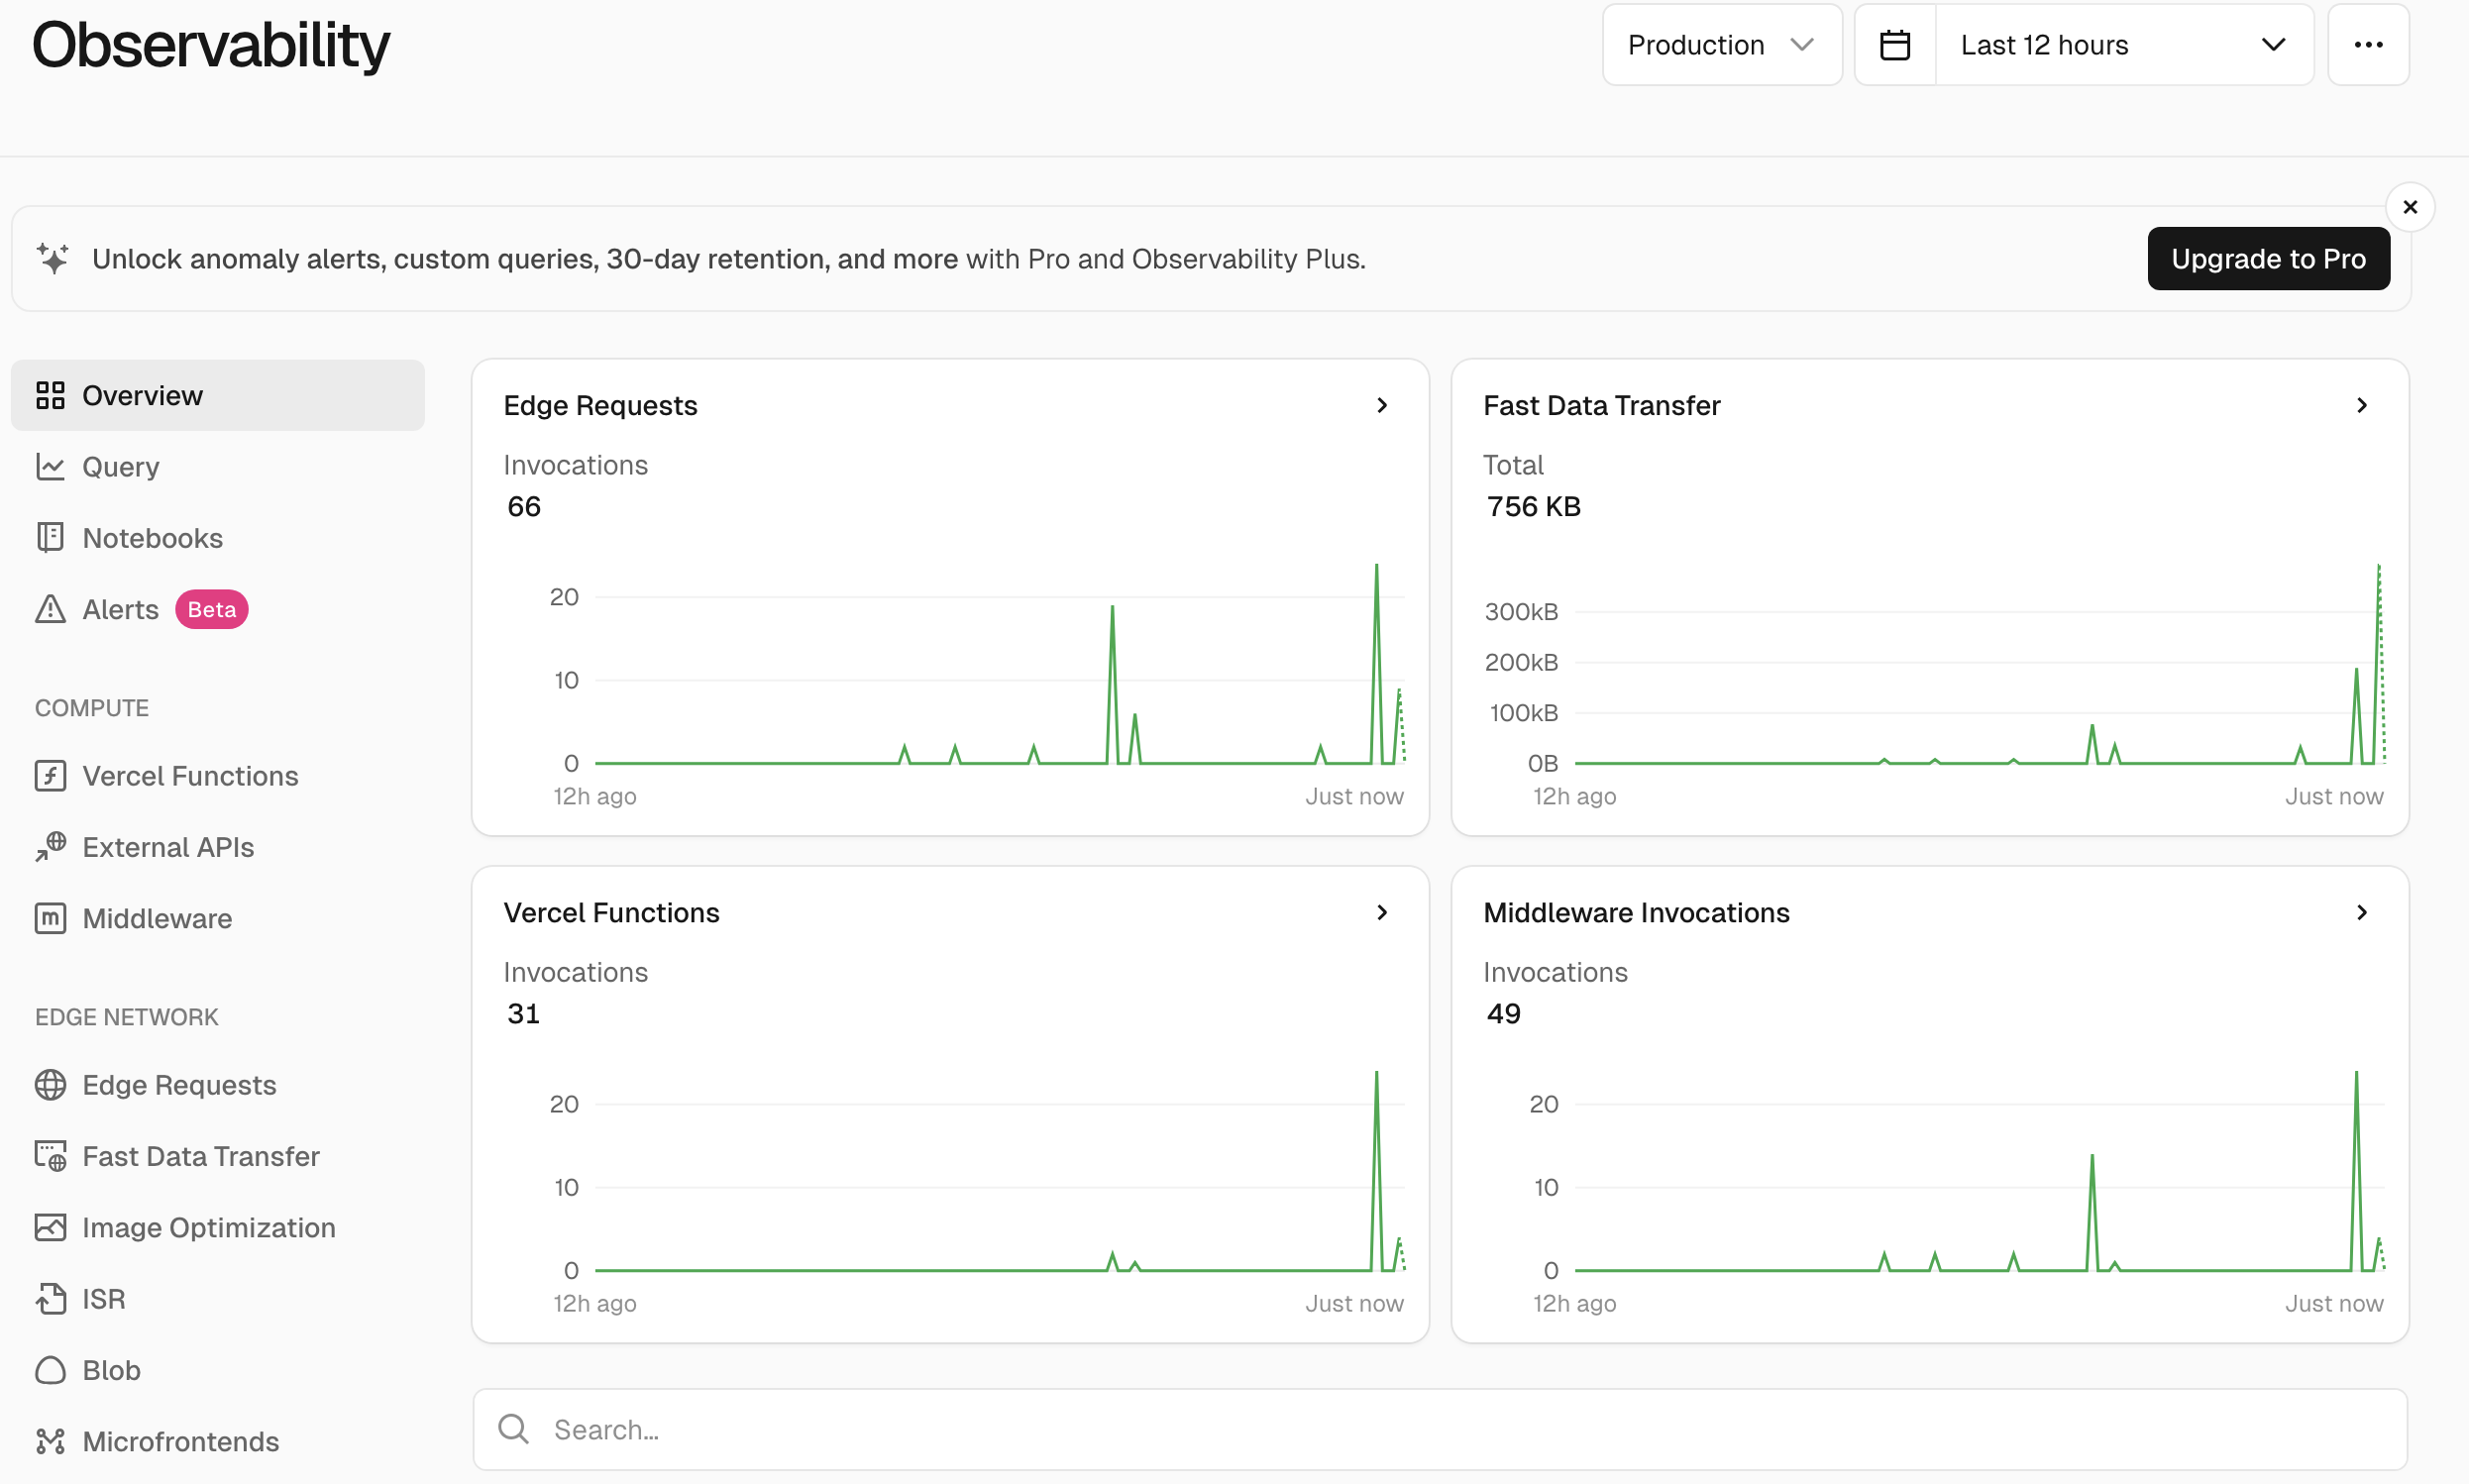 Observability
Production
Last 12 hours
Unlock anomaly alerts, custom queries, 30-day retention, and more with Pro and Observability Plus.
Upgrade to Pro
Overview
Query
Notebooks
Alerts Beta
COMPUTE
Vercel Functions
External APIs
Middleware
EDGE NETWORK
Edge Requests
Fast Data Transfer
Image Optimization
ISR
Blob
Microfrontends
Edge Requests
Invocations
66
20
10
0
12h ago
Just now
Fast Data Transfer
Total
756 KB
300kB
200kB
100kB
0B
12h ago
Just now
Vercel Functions
Invocations
31
20
10
0
12h ago
Just now
Middleware Invocations
Invocations
49
20
10
0
12h ago
Just now
Search...